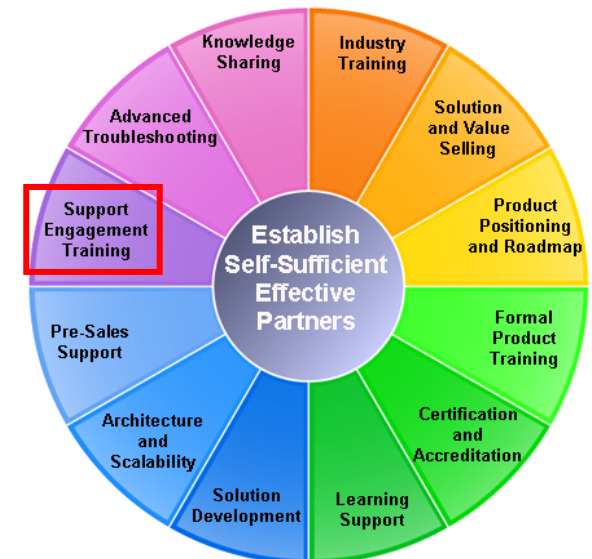 Knowledge
Sharing
Industry
Training
Solution
and Value
Selling
Product
Positioning
and Roadmap
Formal
Product
Training
Certification
and
Accreditation
Learning
Support
Solution
Development
Architecture
and
Scalability
Pre-Sales
Support
Support
Engagement
Training
Advanced
Troubleshooting
Establish
Self-Sufficient
Effective
Partners